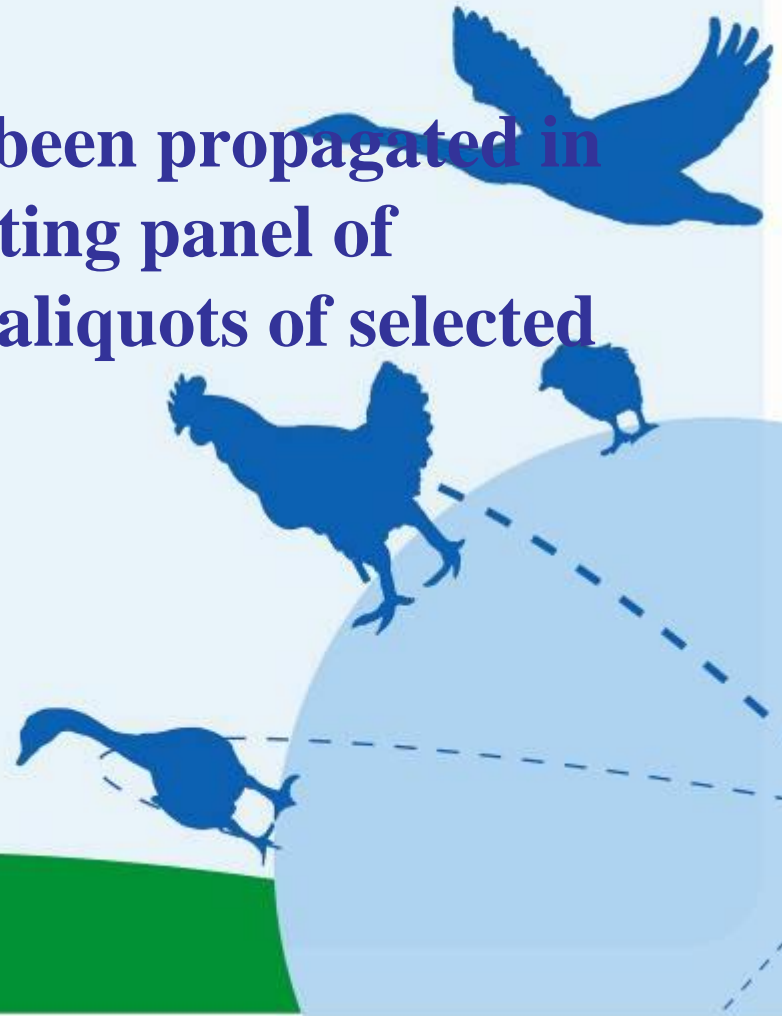 been propagated in
ting panel of
aliquots of selected